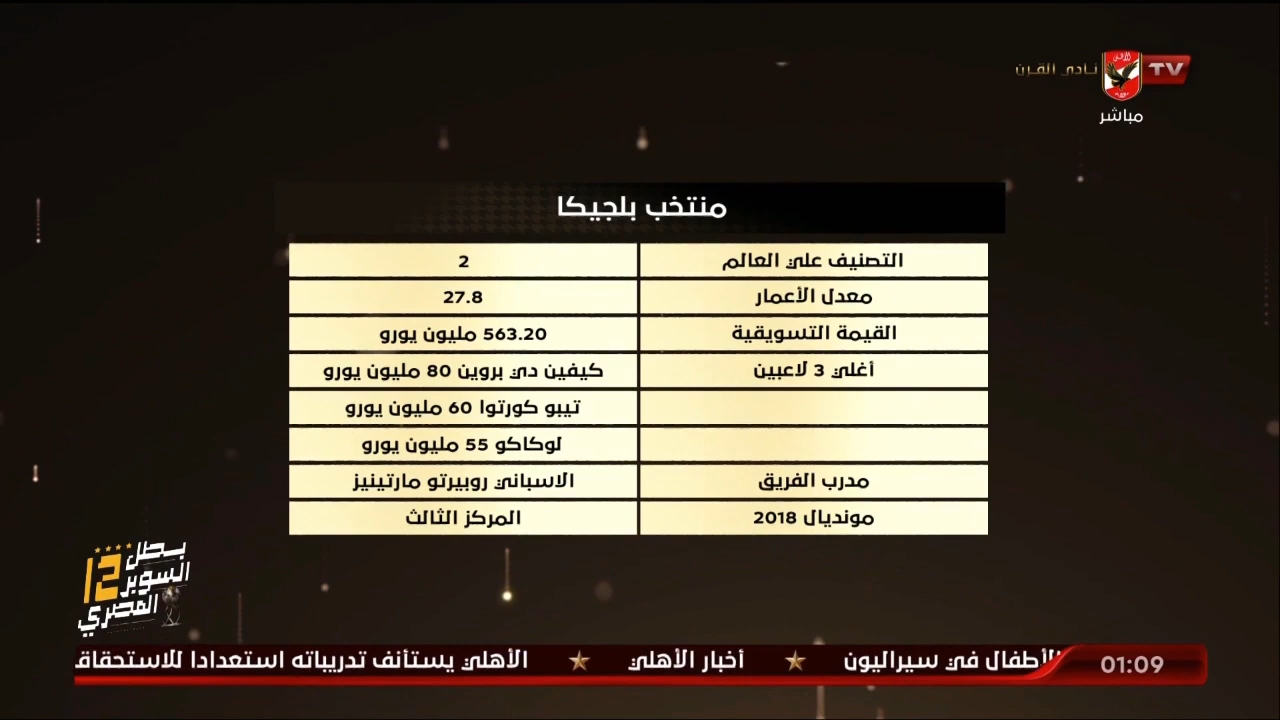 نادي القرن TV
مباشر
منتخب بلجيكا
التصنيف علي العالم 2
معدل الأعمار 27.8
القيمة التسويقية 563.20 مليون يورو
أغلي 3 لاعبين كيفين دي بروين 80 مليون يورو
تيبو كورتوا 60 مليون يورو
لوكاكو 55 مليون يورو
مدرب الفريق الاسباني روبيرتو مارتينيز
مونديال 2018 المركز الثالث
بطل
السوبر 12
المصري
01:09 الأطفال في سيراليون أخبار الأهلي الأهلي يستأنف تدريباته استعدادا للاستحقاق